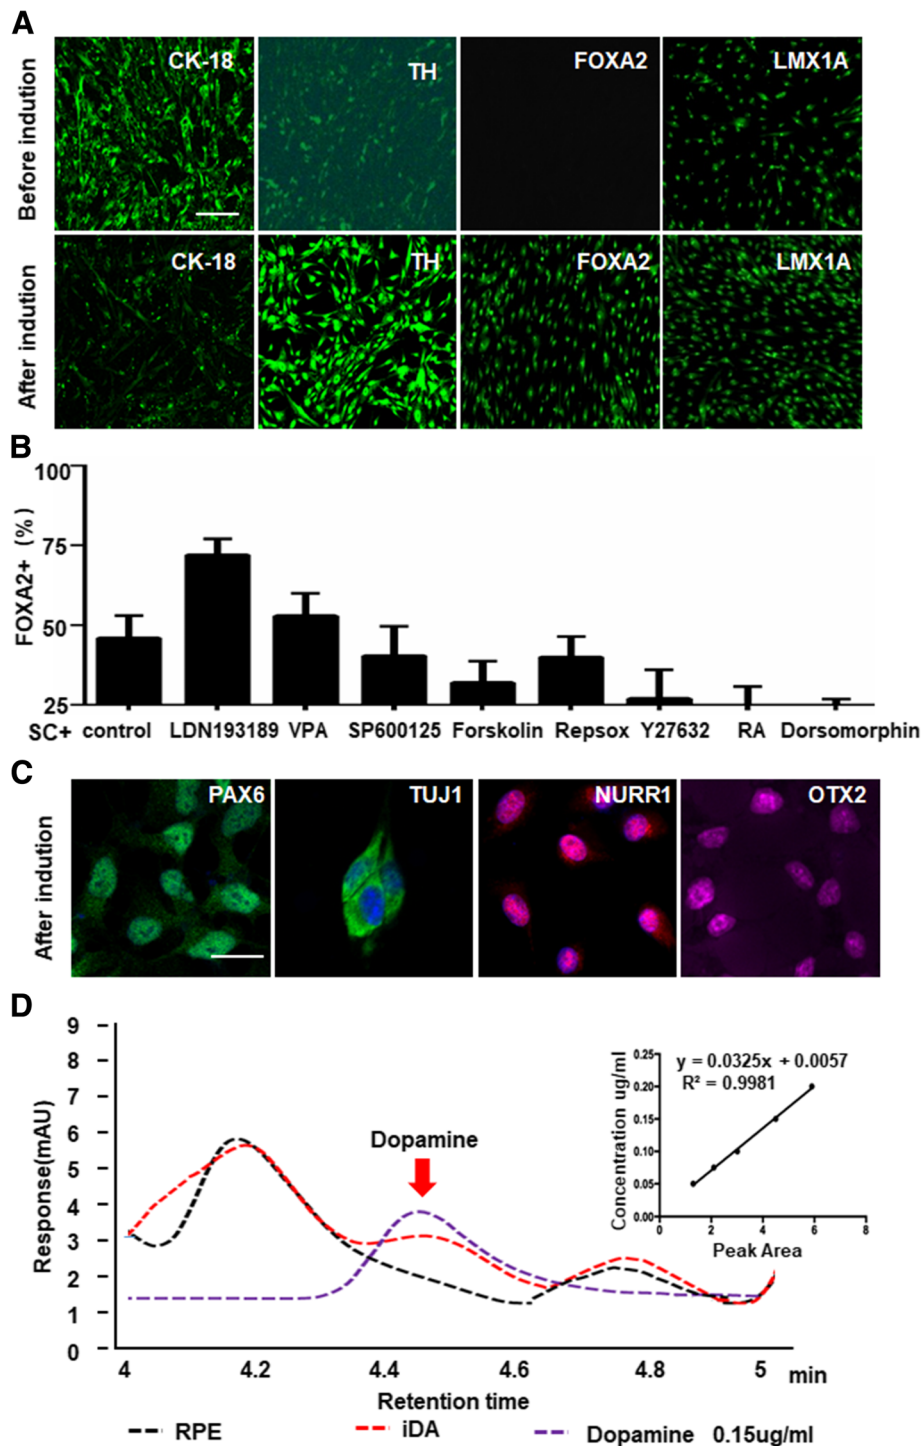 A
Before indution
CK-18
TH
FOXA2
LMX1A
After indution
CK-18
TH
FOXA2
LMX1A
B
FOXA2+ (%)
100
75
50
25
SC+ control LDN193189 VPA SP600125 Forskolin Repsox Y27632 RA Dorsomorphin
C
After indution
PAX6
TUJ1
NURR1
OTX2
D
Response(mAU)
9
8
7
6
5
4
3
2
1
0
Dopamine
4 4.2 4.4 4.6 4.8 5 min
Retention time
Concentration ug/ml
0.25
0.20
0.15
0.10
0.05
0.00
y = 0.0325x + 0.0057
R² = 0.9981
0 2 4 6 8
Peak Area
RPE iDA Dopamine 0.15ug/ml